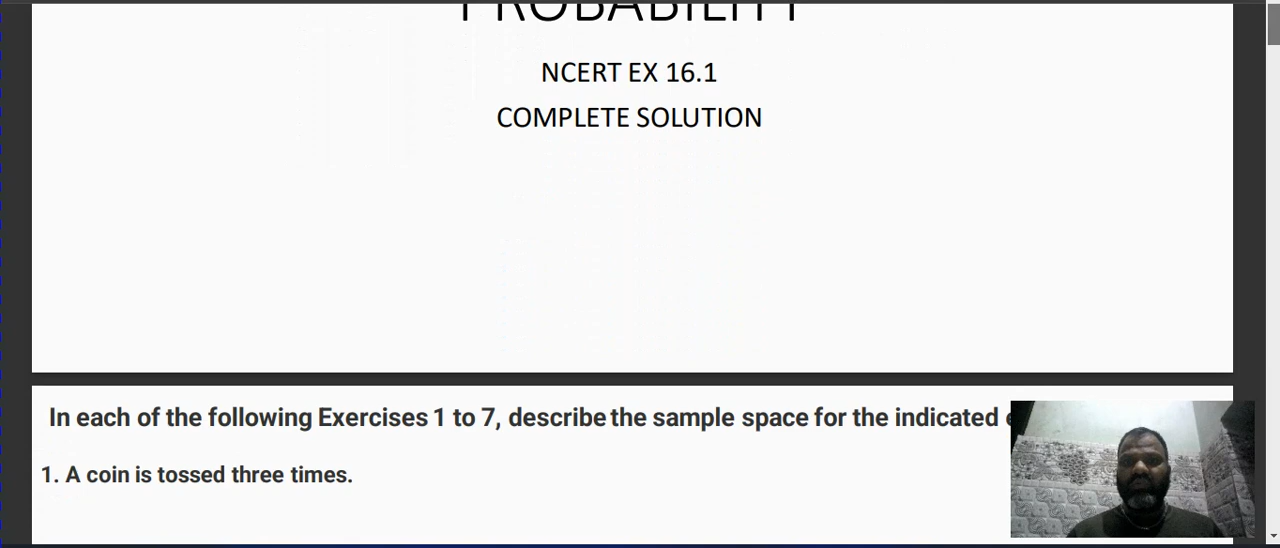 PROBABILITY
NCERT EX 16.1
COMPLETE SOLUTION
In each of the following Exercises 1 to 7, describe the sample space for the indicated
1. A coin is tossed three times.